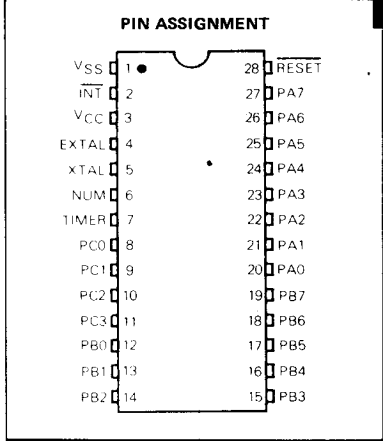 PIN ASSIGNMENT
VSS 1 28 RESET
INT 2 27 PA7
VCC 3 26 PA6
EXTAL 4 25 PA5
XTAL 5 24 PA4
NUM 6 23 PA3
TIMER 7 22 PA2
PC0 8 21 PA1
PC1 9 20 PA0
PC2 10 19 PB7
PC3 11 18 PB6
PB0 12 17 PB5
PB1 13 16 PB4
PB2 14 15 PB3